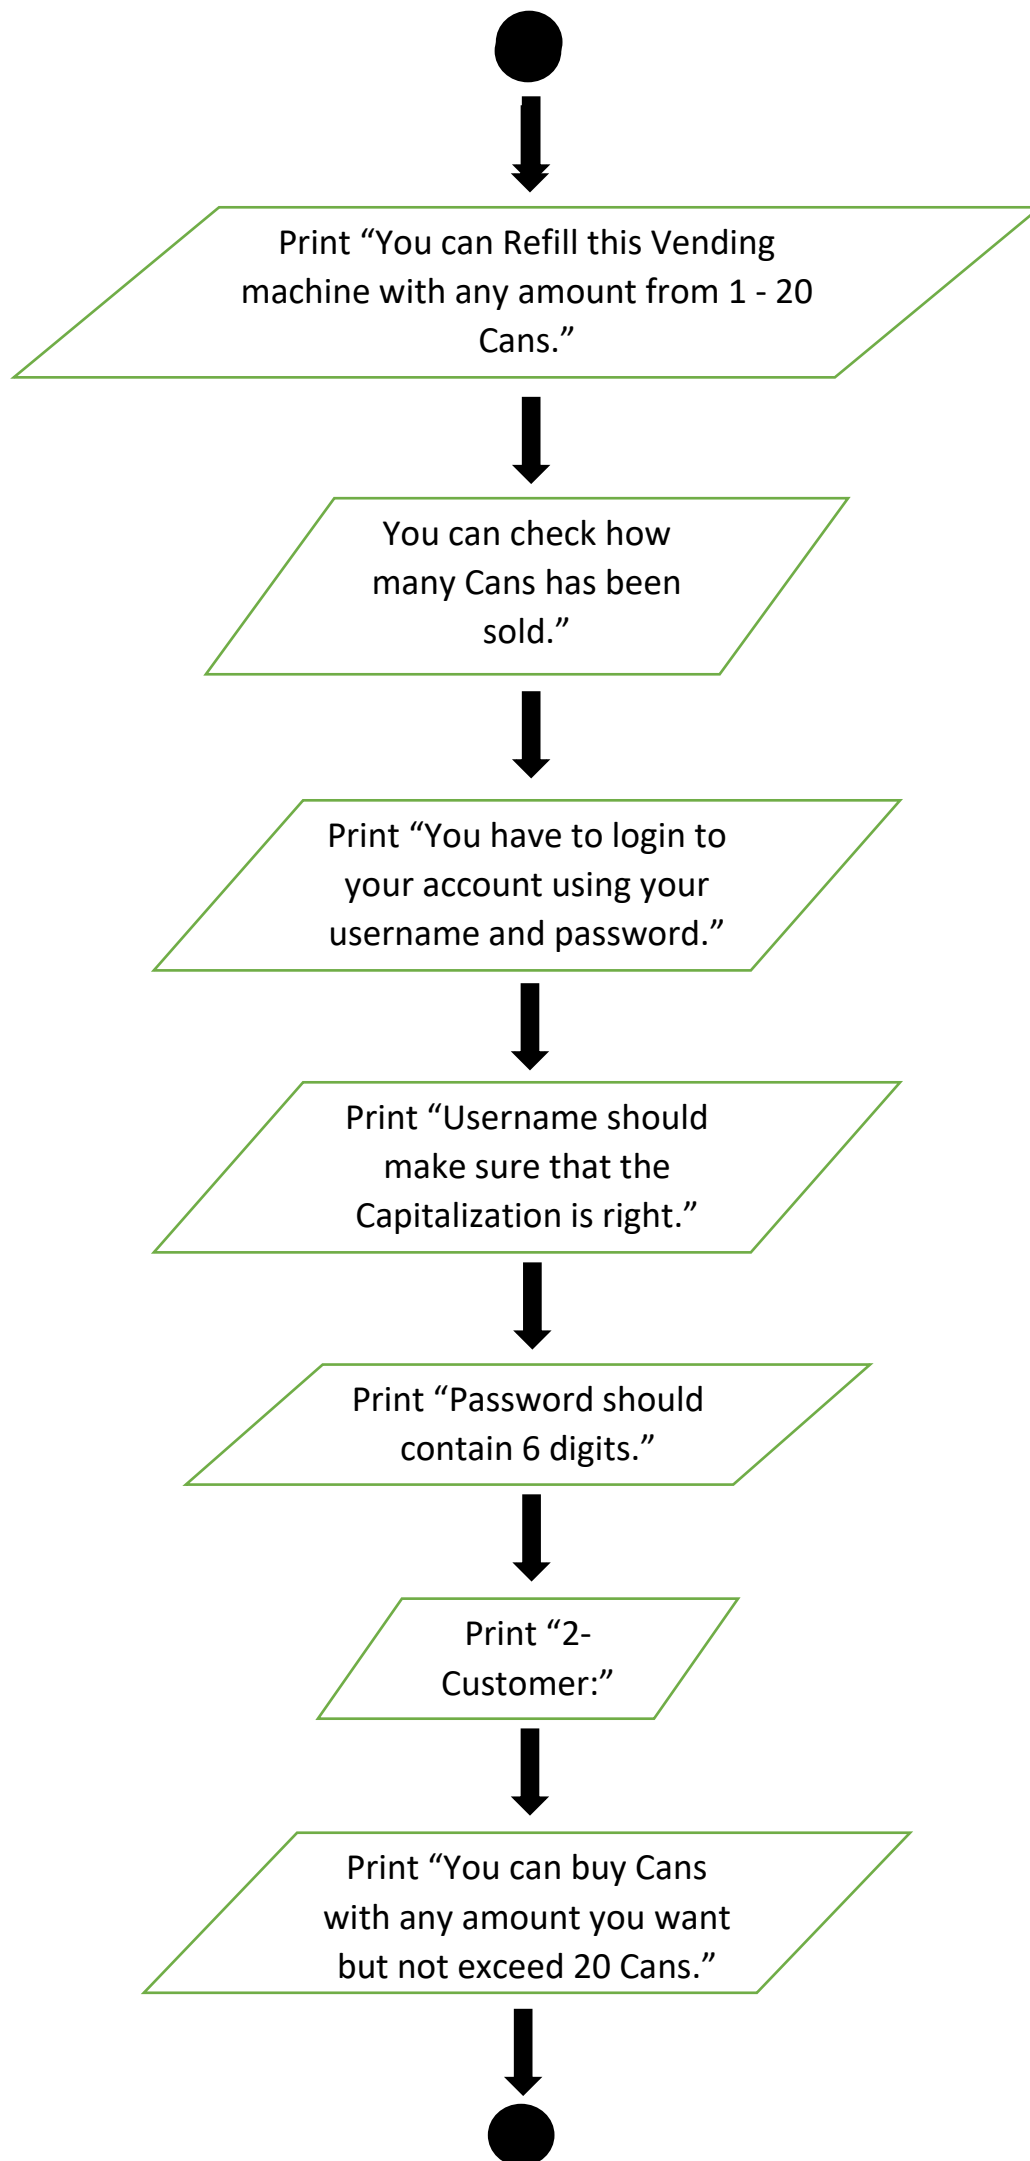 Print “You can Refill this Vending
machine with any amount from 1 - 20
Cans.”
You can check how
many Cans has been
sold.”
Print “You have to login to
your account using your
username and password.”
Print “Username should
make sure that the
Capitalization is right.”
Print “Password should
contain 6 digits.”
Print “2-
Customer:”
Print “You can buy Cans
with any amount you want
but not exceed 20 Cans.”